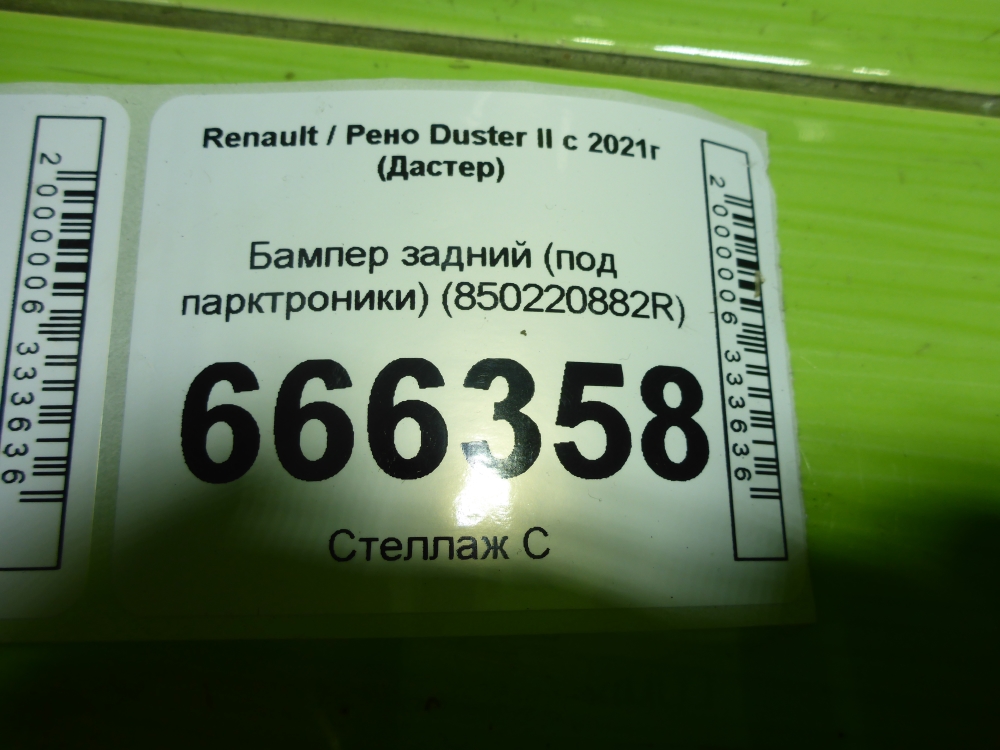 Renault / Рено Duster II с 2021г
(Дастер)
Бампер задний (под
парктроники) (850220882R)
666358
Стеллаж С
2000006333636
2000006333636